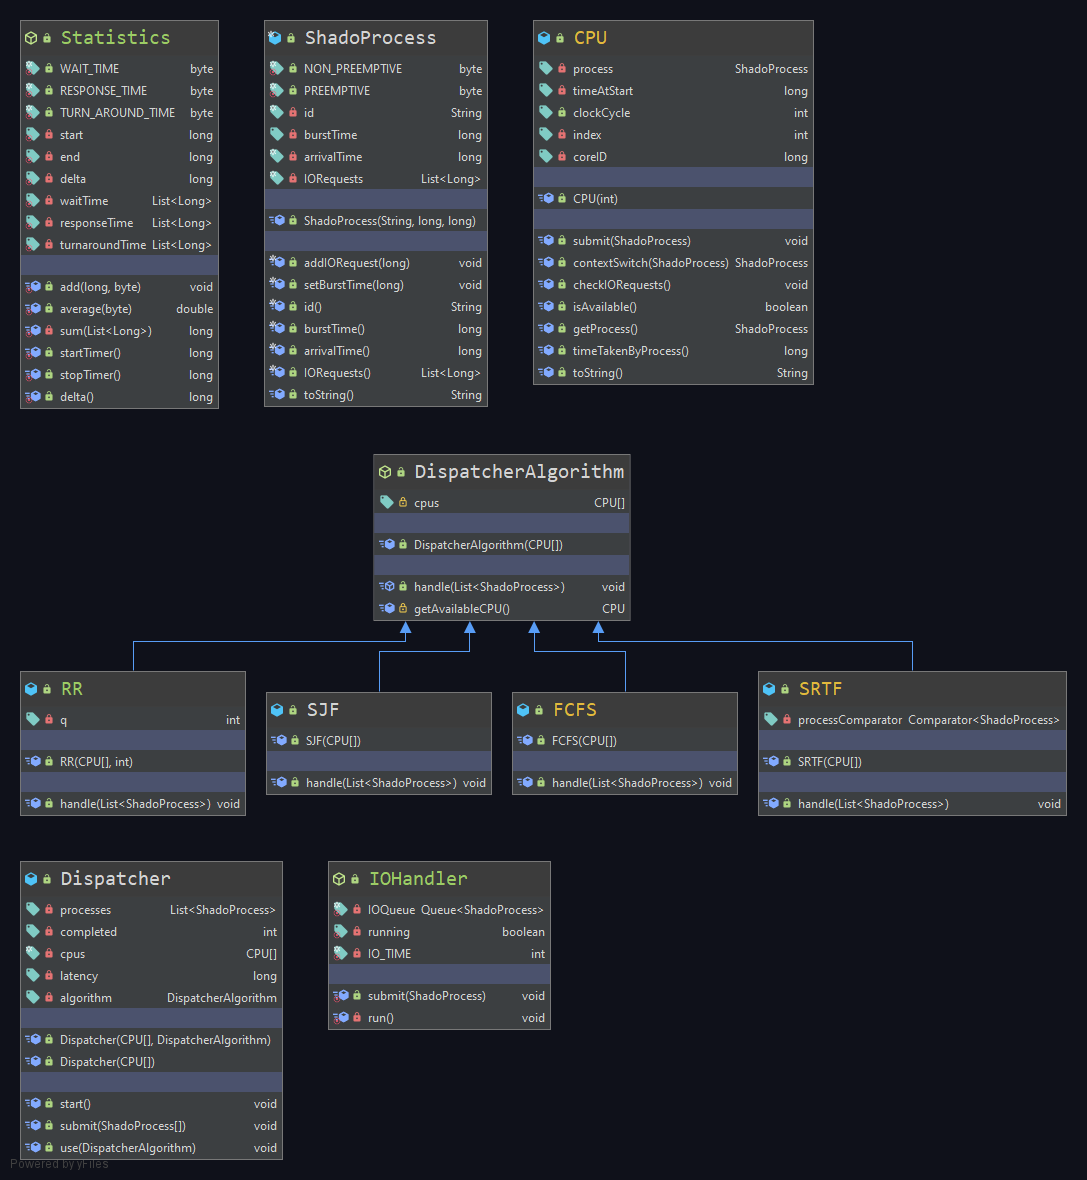 Statistics
WAIT_TIME byte
RESPONSE_TIME byte
TURN_AROUND_TIME byte
start long
end long
delta long
waitTime List<Long>
responseTime List<Long>
turnaroundTime List<Long>
add(long, byte) void
average(byte) double
sum(List<Long>) long
startTimer() long
stopTimer() long
delta() long
ShadoProcess
NON_PREEMPTIVE byte
PREEMPTIVE byte
id String
burstTime long
arrivalTime long
IORequests List<Long>
ShadoProcess(String, long, long)
addIORequest(long) void
setBurstTime(long) void
id() String
burstTime() long
arrivalTime() long
IORequests() List<Long>
toString() String
CPU
process ShadoProcess
timeAtStart long
clockCycle int
index int
coreID long
CPU(int)
submit(ShadoProcess) void
contextSwitch(ShadoProcess) ShadoProcess
checkIORequests() void
isAvailable() boolean
getProcess() ShadoProcess
timeTakenByProcess() long
toString() String
DispatcherAlgorithm
cpus CPU[]
DispatcherAlgorithm(CPU[])
handle(List<ShadoProcess>) void
getAvailableCPU() CPU
RR
q int
RR(CPU[], int)
handle(List<ShadoProcess>) void
SJF
SJF(CPU[])
handle(List<ShadoProcess>) void
FCFS
FCFS(CPU[])
handle(List<ShadoProcess>) void
SRTF
processComparator Comparator<ShadoProcess>
SRTF(CPU[])
handle(List<ShadoProcess>) void
Dispatcher
processes List<ShadoProcess>
completed int
cpus CPU[]
latency long
algorithm DispatcherAlgorithm
Dispatcher(CPU[], DispatcherAlgorithm)
Dispatcher(CPU[])
start() void
submit(ShadoProcess[]) void
use(DispatcherAlgorithm) void
IOHandler
IOQueue Queue<ShadoProcess>
running boolean
IO_TIME int
submit(ShadoProcess) void
run() void
Powered by yFiles